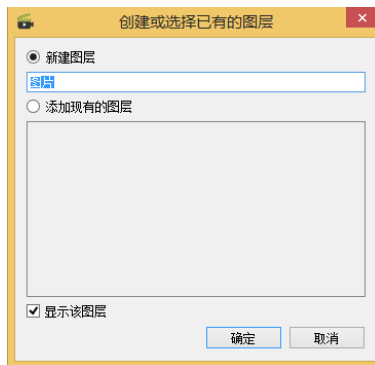 创建或选择已有的图层
新建图层
图片
添加现有的图层
显示该图层
确定
取消